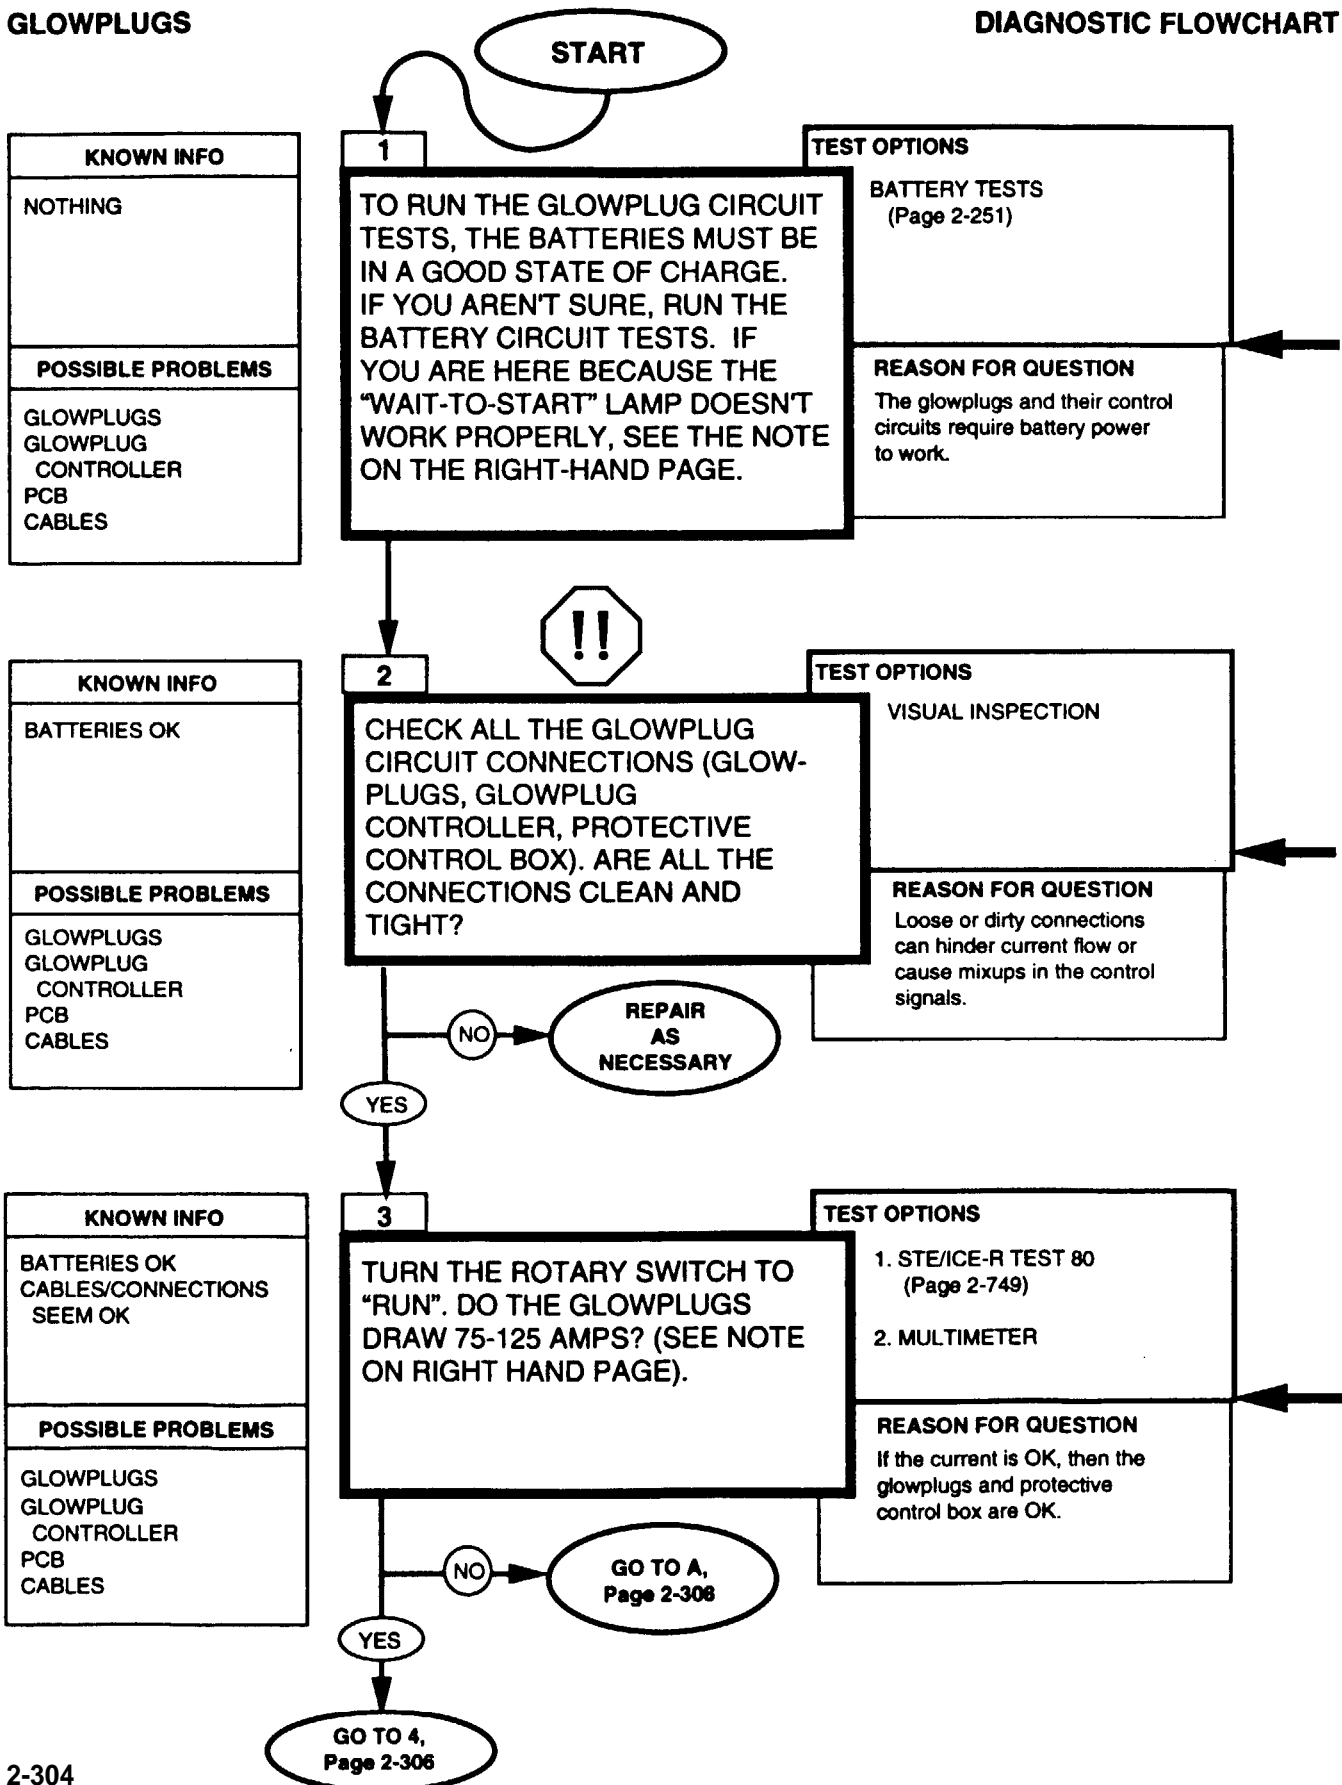 GLOWPLUGS
DIAGNOSTIC FLOWCHART
START
KNOWN INFO
NOTHING
POSSIBLE PROBLEMS
GLOWPLUGS
GLOWPLUG
CONTROLLER
PCB
CABLES
1
TO RUN THE GLOWPLUG CIRCUIT
TESTS, THE BATTERIES MUST BE
IN A GOOD STATE OF CHARGE.
IF YOU AREN'T SURE, RUN THE
BATTERY CIRCUIT TESTS. IF
YOU ARE HERE BECAUSE THE
"WAIT-TO-START" LAMP DOESN'T
WORK PROPERLY, SEE THE NOTE
ON THE RIGHT-HAND PAGE.
TEST OPTIONS
BATTERY TESTS
(Page 2-251)
REASON FOR QUESTION
The glowplugs and their control
circuits require battery power
to work.
!!
KNOWN INFO
BATTERIES OK
POSSIBLE PROBLEMS
GLOWPLUGS
GLOWPLUG
CONTROLLER
PCB
CABLES
2
CHECK ALL THE GLOWPLUG
CIRCUIT CONNECTIONS (GLOW-
PLUGS, GLOWPLUG
CONTROLLER, PROTECTIVE
CONTROL BOX). ARE ALL THE
CONNECTIONS CLEAN AND
TIGHT?
TEST OPTIONS
VISUAL INSPECTION
REASON FOR QUESTION
Loose or dirty connections
can hinder current flow or
cause mixups in the control
signals.
NO
REPAIR
AS
NECESSARY
YES
KNOWN INFO
BATTERIES OK
CABLES/CONNECTIONS
SEEM OK
POSSIBLE PROBLEMS
GLOWPLUGS
GLOWPLUG
CONTROLLER
PCB
CABLES
3
TURN THE ROTARY SWITCH TO
"RUN". DO THE GLOWPLUGS
DRAW 75-125 AMPS? (SEE NOTE
ON RIGHT HAND PAGE).
TEST OPTIONS
1. STE/ICE-R TEST 80
(Page 2-749)
2. MULTIMETER
REASON FOR QUESTION
If the current is OK, then the
glowplugs and protective
control box are OK.
NO
GO TO A,
Page 2-308
YES
GO TO 4,
Page 2-306
2-304